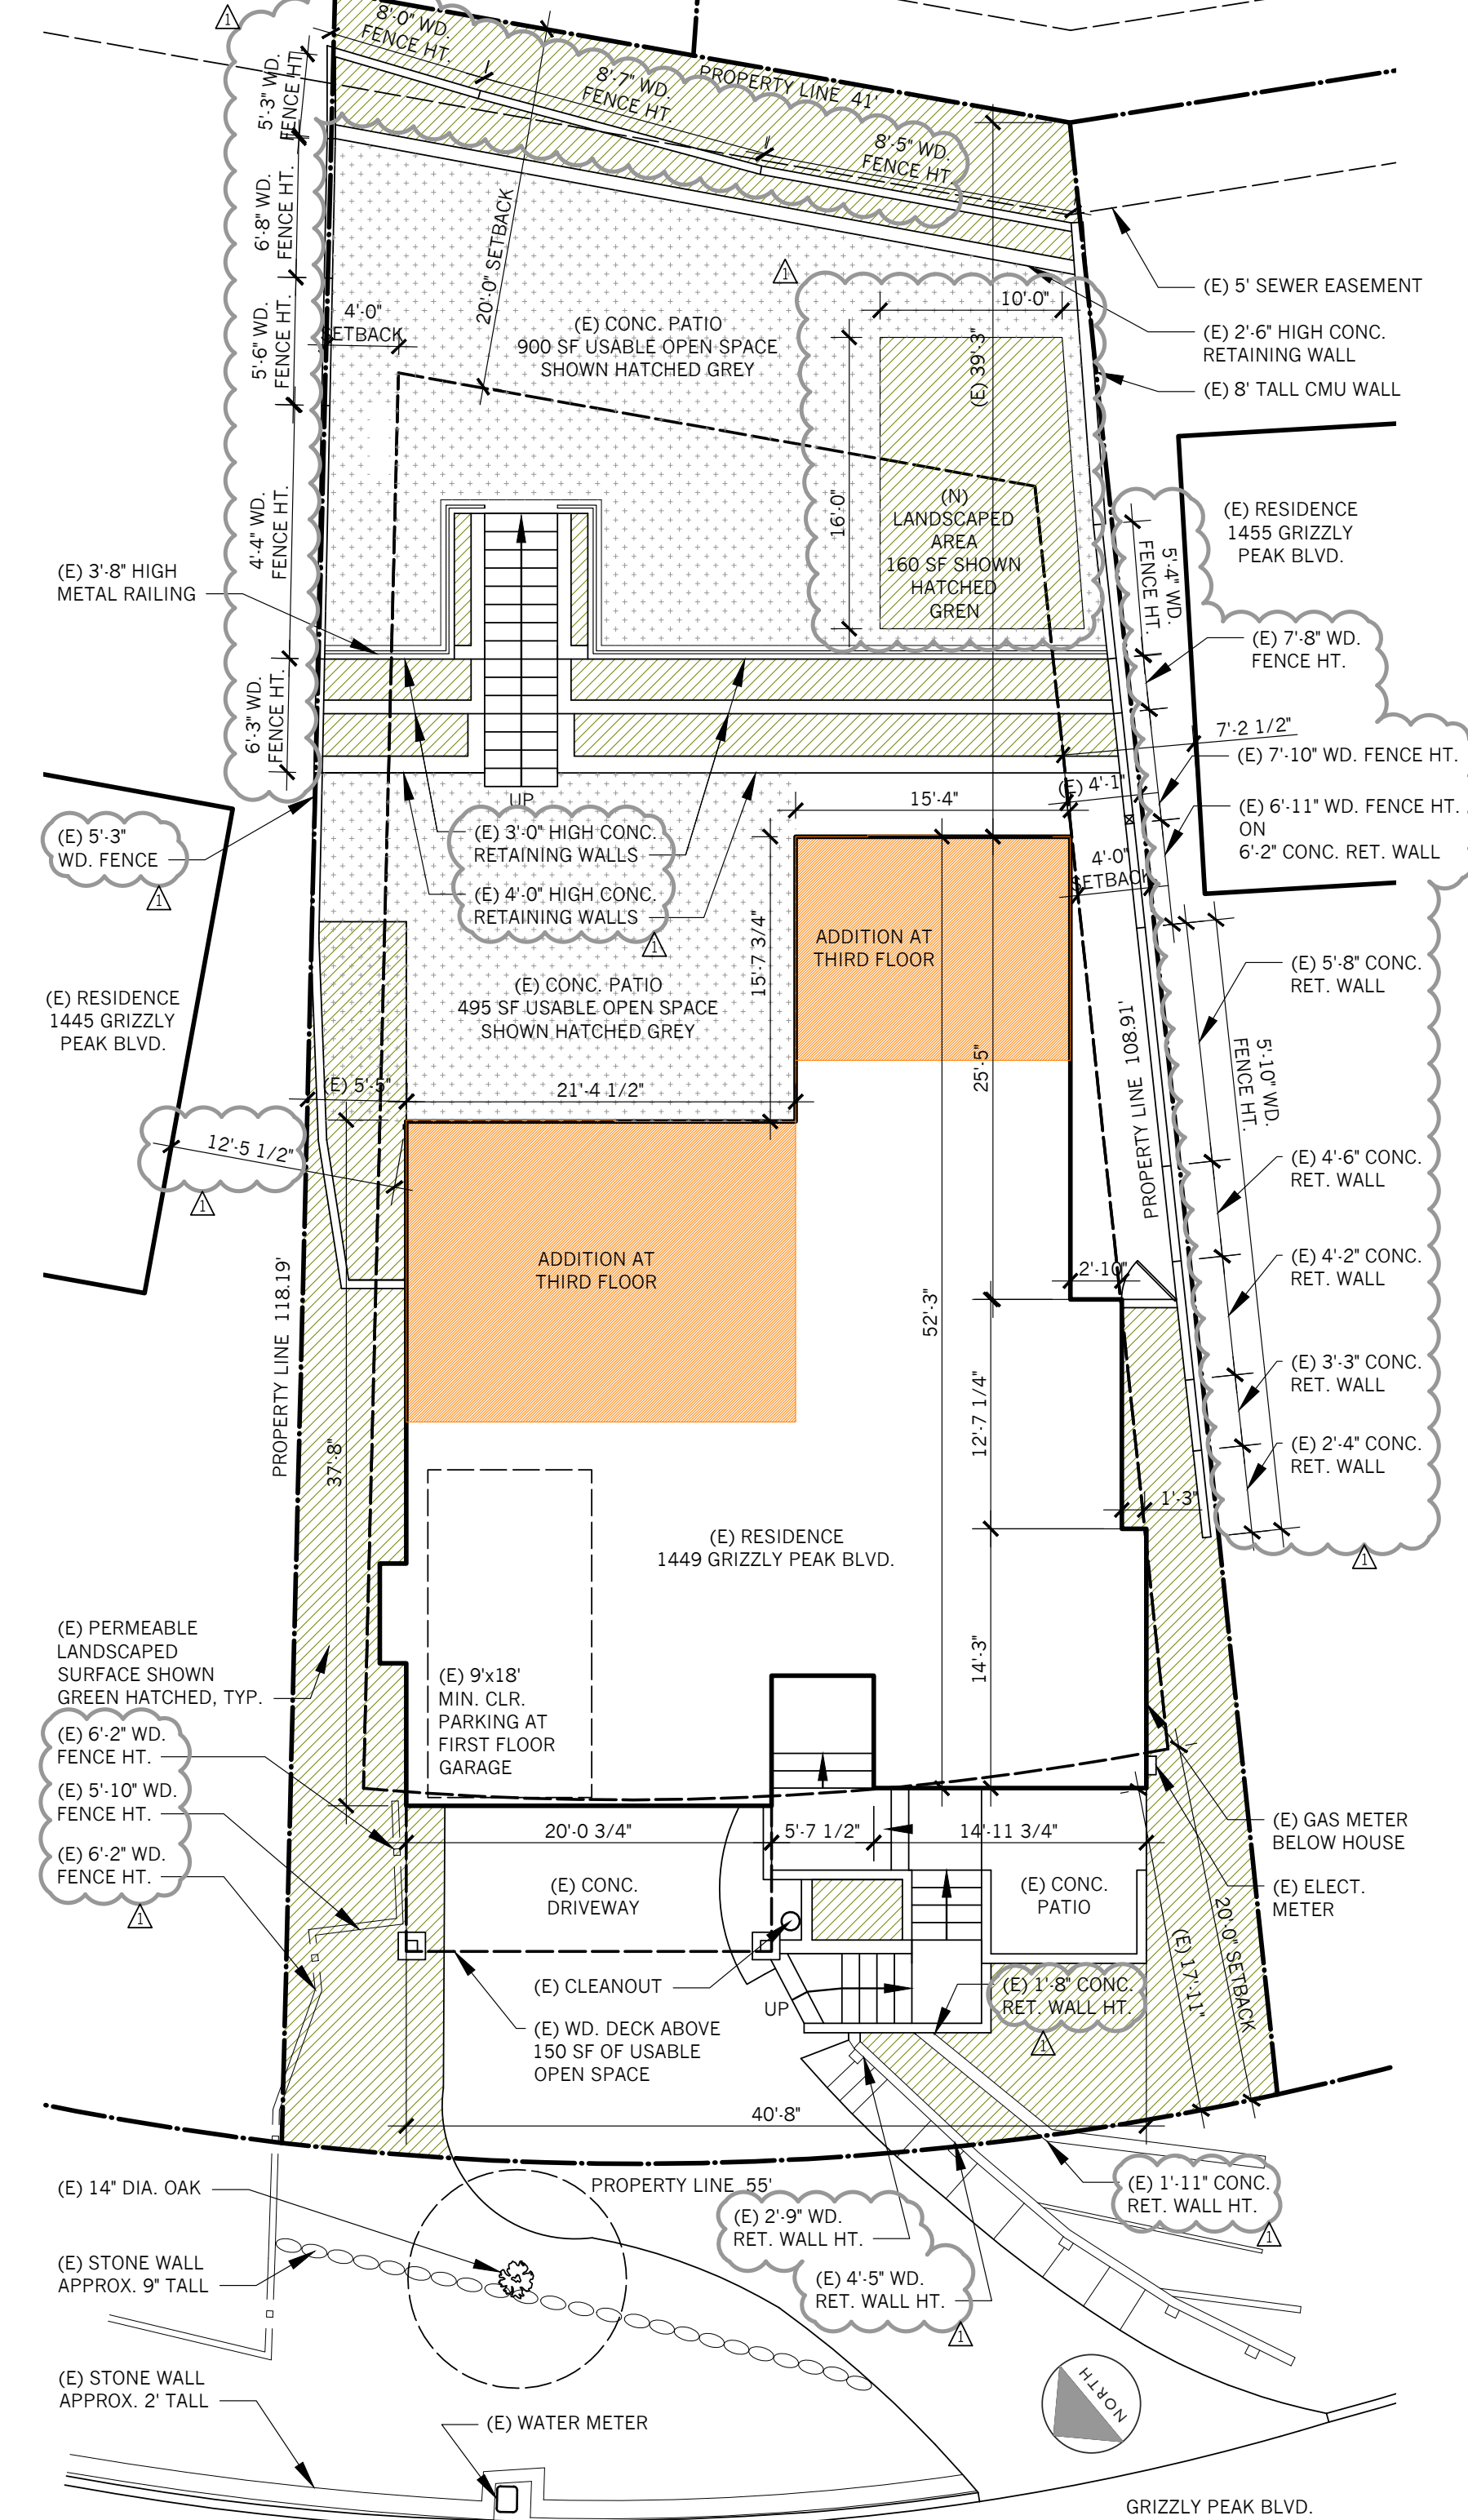 1
8'-0" WD.
FENCE HT.
8'-7" WD.
FENCE HT.
PROPERTY LINE 41'
8'-5" WD.
FENCE HT
5'-3" WD.
FENCE HT
6'-8" WD.
FENCE HT.
5'-6" WD.
FENCE HT.
4'-4" WD.
FENCE HT.
6'-3" WD.
FENCE HT.
4'-0"
SETBACK
20'-0" SETBACK
(E) CONC. PATIO
900 SF USABLE OPEN SPACE
SHOWN HATCHED GREY
1
10'-0"
(E) 39'-3"
16'-0"
(N)
LANDSCAPED
AREA
160 SF SHOWN
HATCHED
GREN
(E) 5' SEWER EASEMENT
(E) 2'-6" HIGH CONC.
RETAINING WALL
(E) 8' TALL CMU WALL
(E) RESIDENCE
1455 GRIZZLY
PEAK BLVD.
5'-4" WD.
FENCE HT.
(E) 7'-8" WD.
FENCE HT.
7'-2 1/2"
(E) 7'-10" WD. FENCE HT.
(E) 6'-11" WD. FENCE HT.
ON
6'-2" CONC. RET. WALL
(E) 3'-8" HIGH
METAL RAILING
UP
(E) 5'-3"
WD. FENCE
1
(E) 3'-0" HIGH CONC.
RETAINING WALLS
(E) 4'-0" HIGH CONC.
RETAINING WALLS
1
15'-4"
(E) 4'-1"
4'-0"
SETBACK
15'-7 3/4"
ADDITION AT
THIRD FLOOR
(E) CONC. PATIO
495 SF USABLE OPEN SPACE
SHOWN HATCHED GREY
(E) RESIDENCE
1445 GRIZZLY
PEAK BLVD.
(E) 5'-5"
21'-4 1/2"
12'-5 1/2"
1
25'-5"
PROPERTY LINE 108.91'
(E) 5'-8" CONC.
RET. WALL
5'-10" WD.
FENCE HT.
(E) 4'-6" CONC.
RET. WALL
(E) 4'-2" CONC.
RET. WALL
(E) 3'-3" CONC.
RET. WALL
(E) 2'-4" CONC.
RET. WALL
1
ADDITION AT
THIRD FLOOR
PROPERTY LINE 118.19'
37'-8"
52'-3"
2'-10"
12'-7 1/4"
1'-3"
(E) RESIDENCE
1449 GRIZZLY PEAK BLVD.
14'-3"
(E) 9'x18'
MIN. CLR.
PARKING AT
FIRST FLOOR
GARAGE
(E) PERMEABLE
LANDSCAPED
SURFACE SHOWN
GREEN HATCHED, TYP.
(E) 6'-2" WD.
FENCE HT.
(E) 5'-10" WD.
FENCE HT.
(E) 6'-2" WD.
FENCE HT.
1
20'-0 3/4"
5'-7 1/2"
14'-11 3/4"
(E) CONC.
DRIVEWAY
(E) CONC.
PATIO
(E) GAS METER
BELOW HOUSE
(E) ELECT.
METER
(E) 17'-11"
20'-0" SETBACK
(E) CLEANOUT
UP
(E) 1'-8" CONC.
RET. WALL HT.
1
(E) WD. DECK ABOVE
150 SF OF USABLE
OPEN SPACE
40'-8"
PROPERTY LINE 55'
(E) 1'-11" CONC.
RET. WALL HT.
1
(E) 2'-9" WD.
RET. WALL HT.
(E) 4'-5" WD.
RET. WALL HT.
1
(E) 14" DIA. OAK
(E) STONE WALL
APPROX. 9" TALL
(E) STONE WALL
APPROX. 2' TALL
(E) WATER METER
NORTH
GRIZZLY PEAK BLVD.